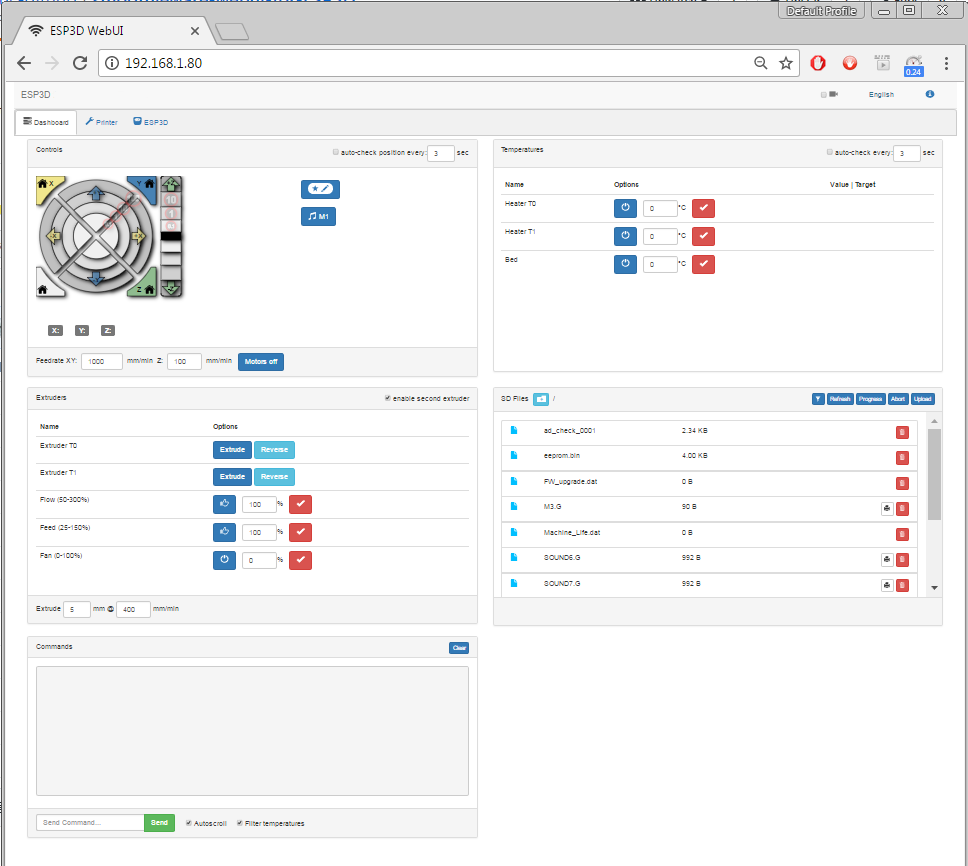 Default Profile
ESP3D WebUI
192.168.1.80
0.24
ESP3D
English
Dashboard Printer ESP3D
Controls
auto-check position every: 3 sec
X Y
10
1
-X +X
Z
M1
X: Y: Z:
Feedrate XY: 1000 mm/min Z: 100 mm/min Motors off
Temperatures
auto-check every: 3 sec
Name Options Value | Target
Heater T0 0 °C
Heater T1 0 °C
Bed 0 °C
Extruders
enable second extruder
Name Options
Extruder T0 Extrude Reverse
Extruder T1 Extrude Reverse
Flow (50-300%) 100 %
Feed (25-150%) 100 %
Fan (0-100%) 0 %
Extrude 5 mm @ 400 mm/min
SD Files / Refresh Progress Abort Upload
ad_check_0001 2.34 KB
eeprom.bin 4.00 KB
FW_upgrade.dat 0 B
M3.G 90 B
Machine_Life.dat 0 B
SOUND6.G 992 B
SOUND7.G 992 B
Commands Clear
Send Command... Send Autoscroll Filter temperatures